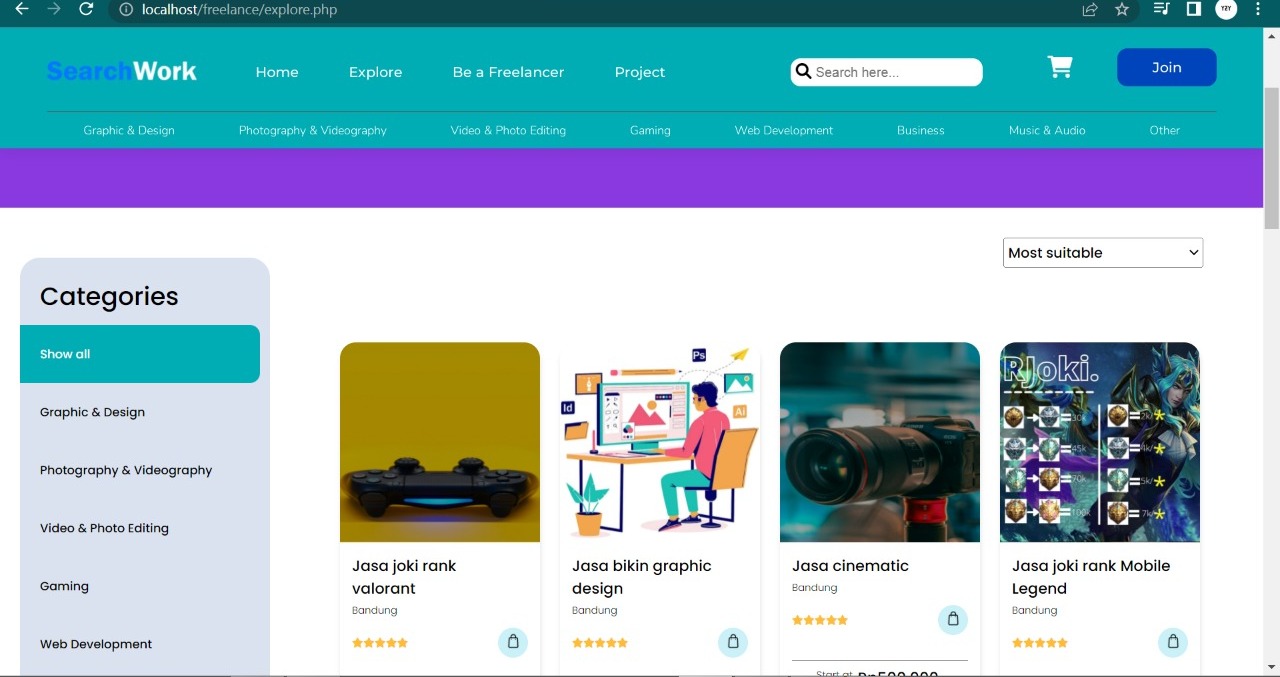 localhost/freelance/explore.php
SearchWork
Home Explore Be a Freelancer Project
Search here...
Join
Graphic & Design Photography & Videography Video & Photo Editing Gaming Web Development Business Music & Audio Other
Most suitable
Categories
Show all
Graphic & Design
Photography & Videography
Video & Photo Editing
Gaming
Web Development
Jasa joki rank
valorant
Bandung
Ps
Id
Ai
Jasa bikin graphic
design
Bandung
Jasa cinematic
Bandung
Start at Rp500.000
RJoki.
Jasa joki rank Mobile
Legend
Bandung